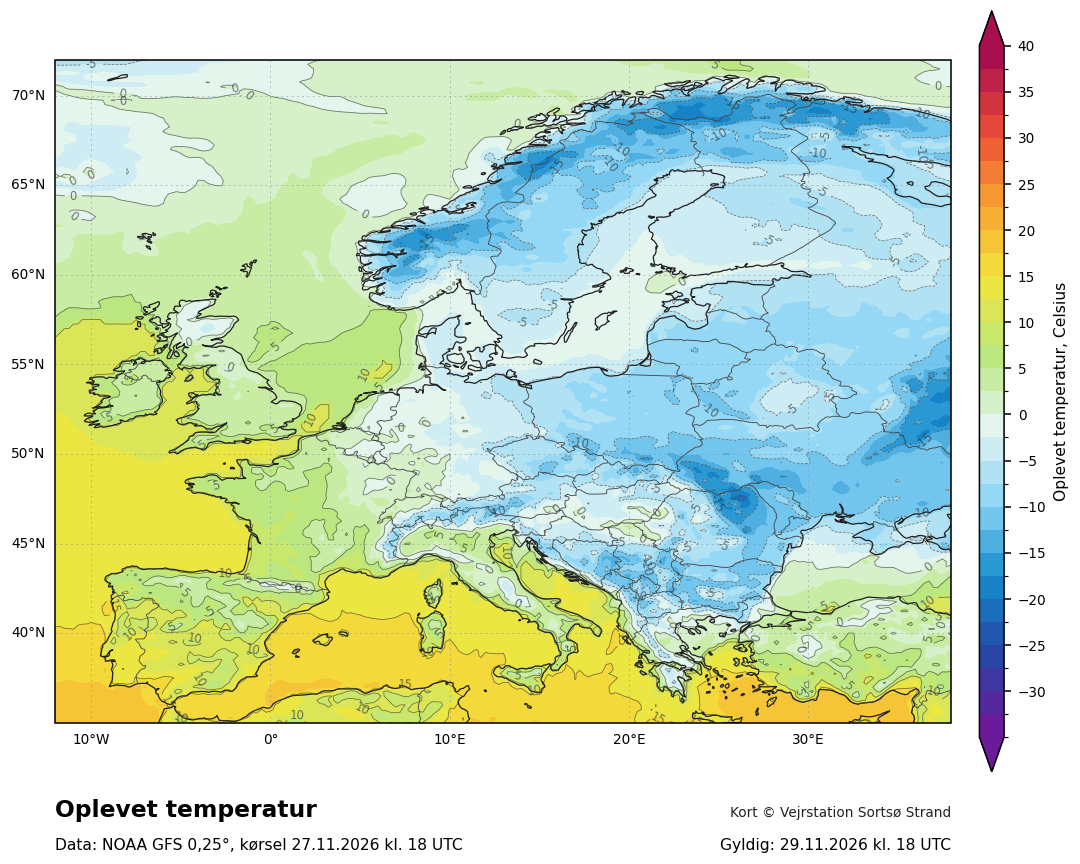 70°N
65°N
60°N
55°N
50°N
45°N
40°N
10°W
0°
10°E
20°E
30°E
40
35
30
25
20
15
10
5
0
−5
−10
−15
−20
−25
−30
Oplevet temperatur, Celsius
Oplevet temperatur
Kort © Vejrstation Sortsø Strand
Data: NOAA GFS 0,25°, kørsel 27.11.2026 kl. 18 UTC
Gyldig: 29.11.2026 kl. 18 UTC